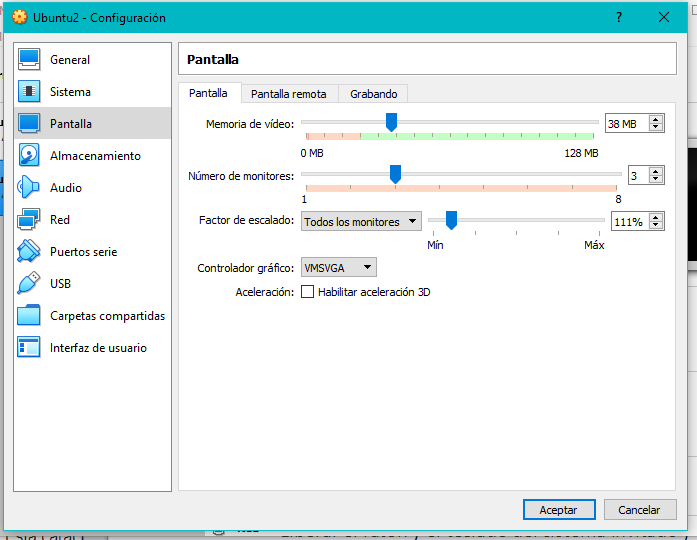 Ubuntu2 - Configuración
?
General
Sistema
Pantalla
Almacenamiento
Audio
Red
Puertos serie
USB
Carpetas compartidas
Interfaz de usuario
Pantalla
Pantalla Pantalla remota Grabando
Memoria de vídeo: 38 MB
0 MB 128 MB
Número de monitores: 3
1 8
Factor de escalado: Todos los monitores 111%
Mín Máx
Controlador gráfico: VMSVGA
Aceleración: Habilitar aceleración 3D
Aceptar Cancelar